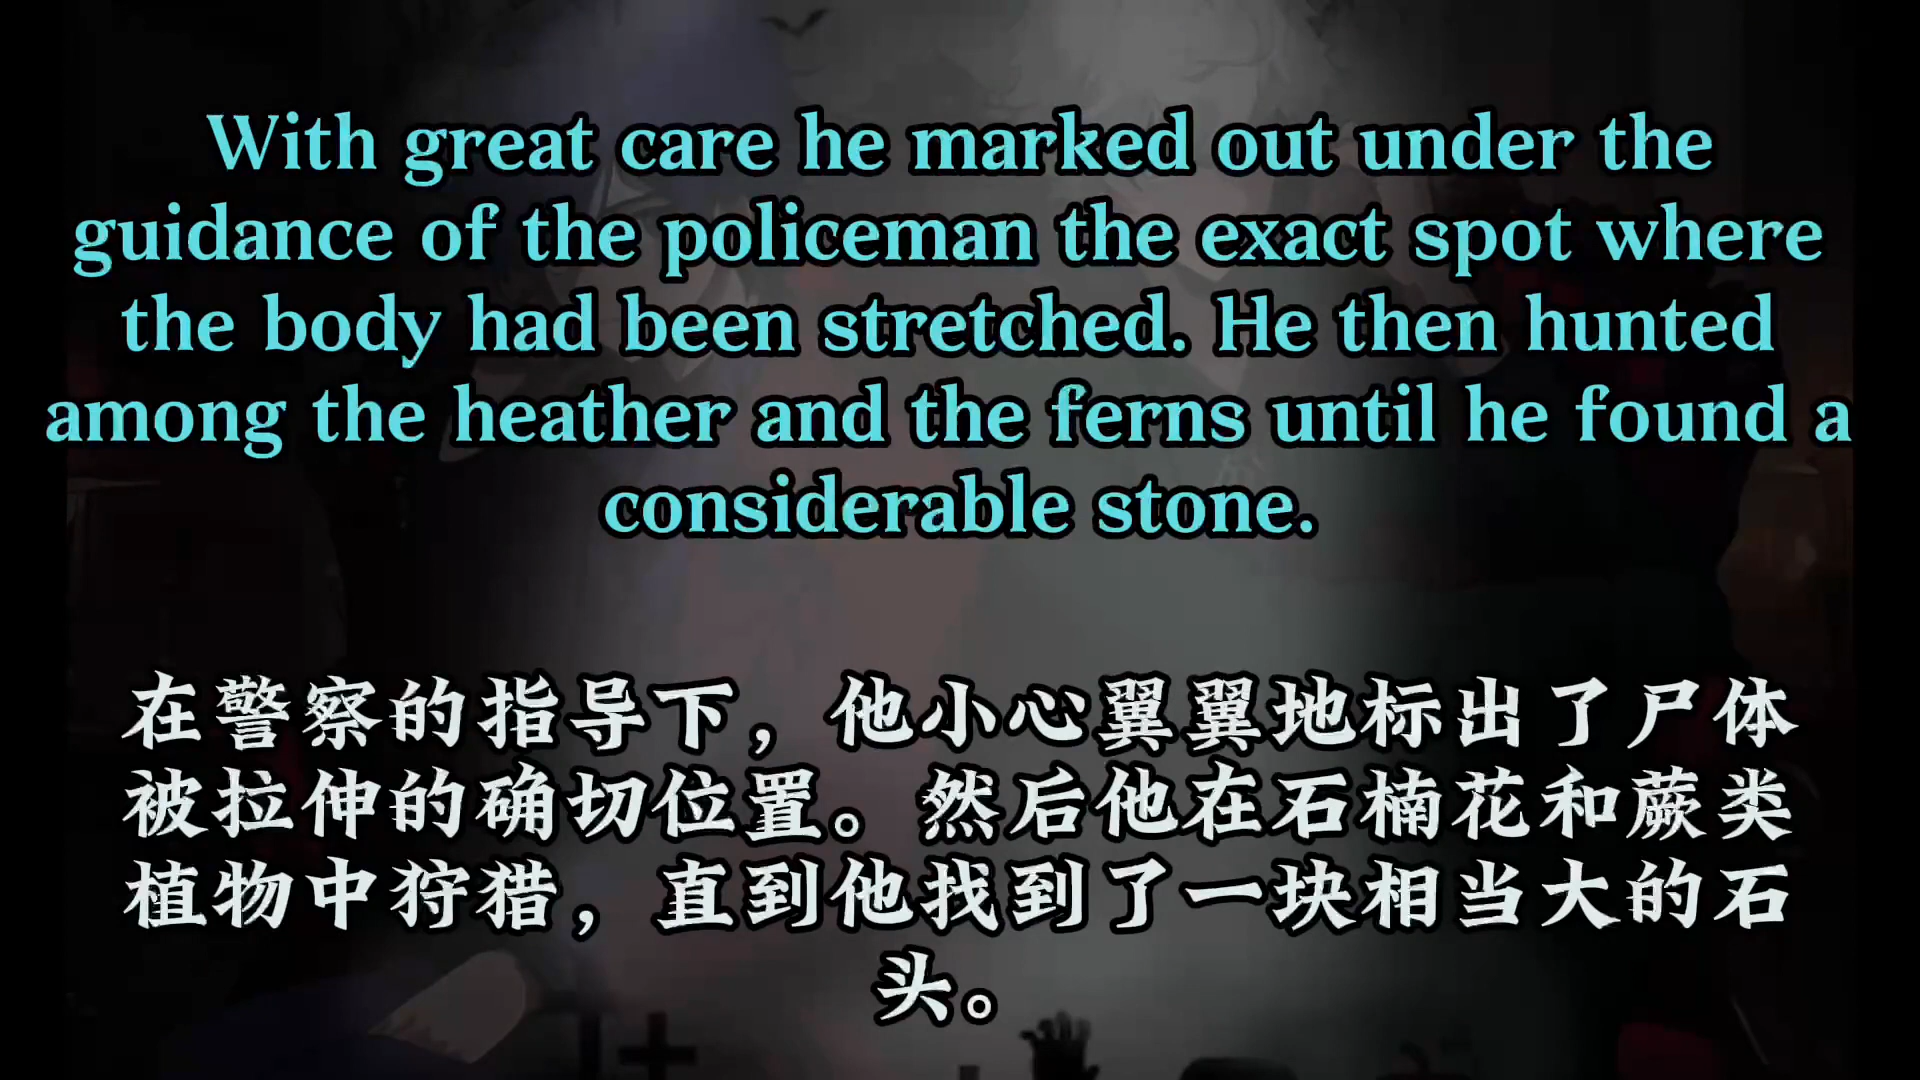 With great care he marked out under the
guidance of the policeman the exact spot where
the body had been stretched. He then hunted
among the heather and the ferns until he found a
considerable stone.
在警察的指导下，他小心翼翼地标出了尸体
被拉伸的确切位置。然后他在石楠花和蕨类
植物中狩猎，直到他找到了一块相当大的石
头。